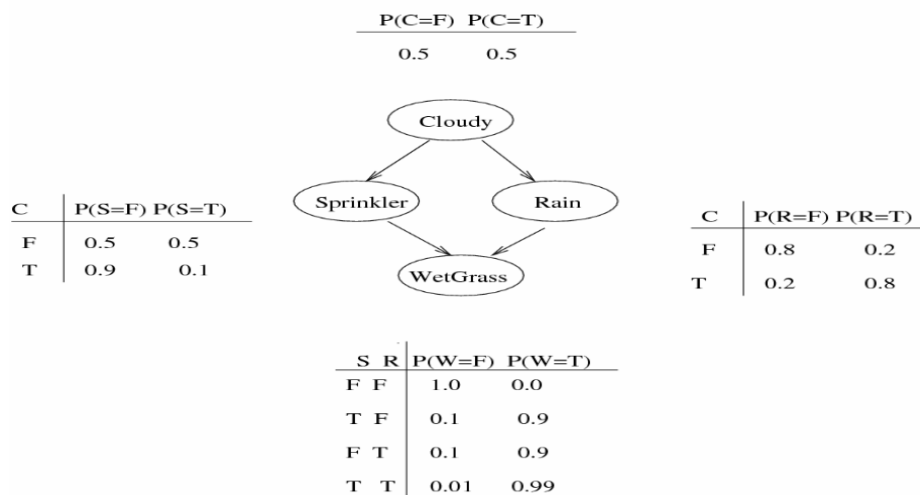 P(C=F) P(C=T)
0.5 0.5
Cloudy
Sprinkler Rain
WetGrass
C P(S=F) P(S=T)
F 0.5 0.5
T 0.9 0.1
C P(R=F) P(R=T)
F 0.8 0.2
T 0.2 0.8
S R P(W=F) P(W=T)
F F 1.0 0.0
T F 0.1 0.9
F T 0.1 0.9
T T 0.01 0.99